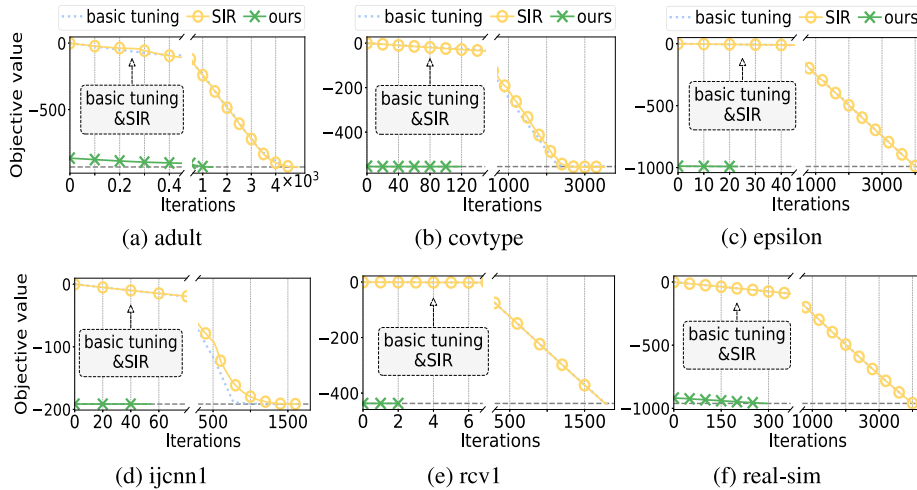 basic tuning SIR ours
basic tuning SIR ours
basic tuning SIR ours
Objective value
0
−500
basic tuning
&SIR
0 0.2 0.4 1 2 3 4 ×10³
Iterations
(a) adult
0
−200
−400
basic tuning
&SIR
0 40 80 120 1000 3000
Iterations
(b) covtype
0
−500
−1000
basic tuning
&SIR
0 10 20 30 40 1000 3000
Iterations
(c) epsilon
Objective value
0
−100
−200
basic tuning
&SIR
0 20 40 60 500 1500
Iterations
(d) ijcnn1
0
−200
−400
basic tuning
&SIR
0 2 4 6 500 1500
Iterations
(e) rcv1
0
−500
−1000
basic tuning
&SIR
0 150 300 1000 3000
Iterations
(f) real-sim